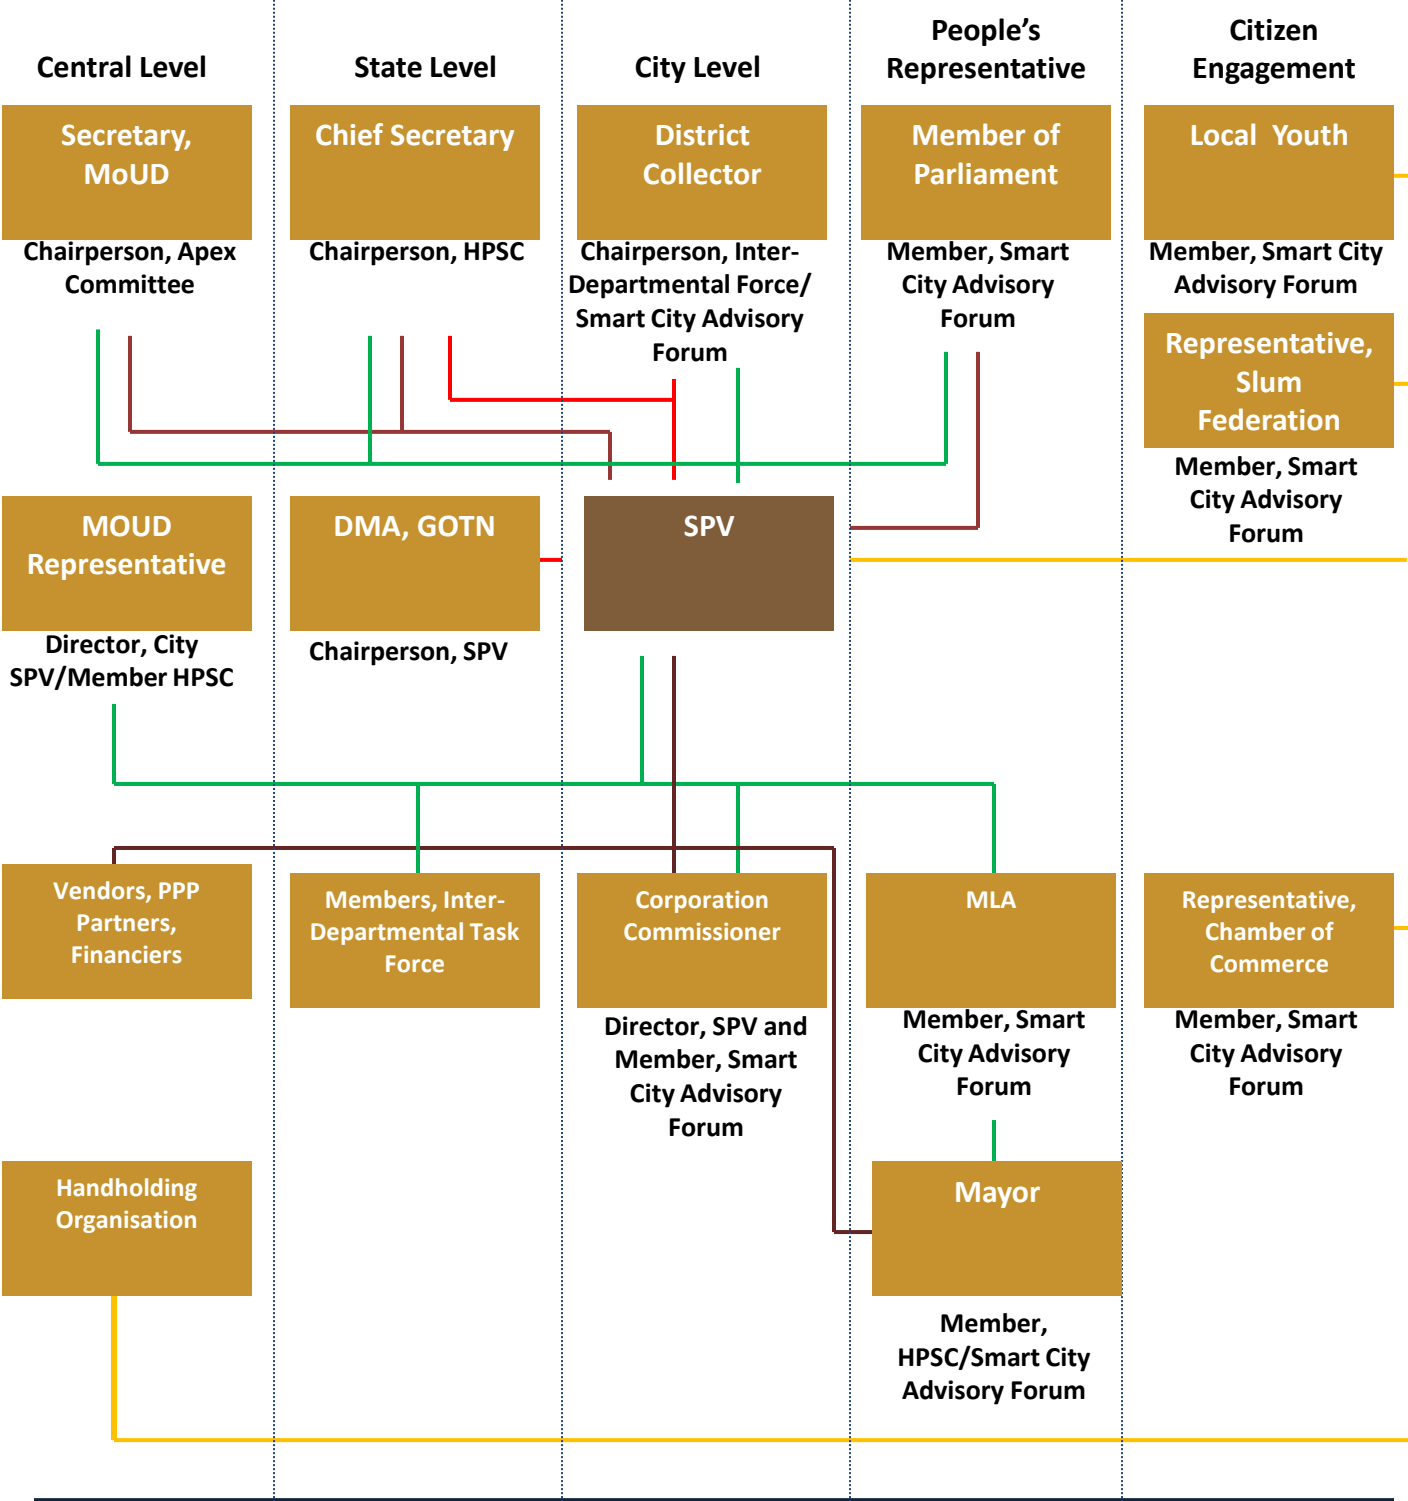 Central Level
State Level
City Level
People's
Representative
Citizen
Engagement
Secretary,
MoUD
Chairperson, Apex
Committee
Chief Secretary
Chairperson, HPSC
District
Collector
Chairperson, Inter-
Departmental Force/
Smart City Advisory
Forum
Member of
Parliament
Member, Smart
City Advisory
Forum
Local Youth
Member, Smart City
Advisory Forum
Representative,
Slum
Federation
Member, Smart
City Advisory
Forum
MOUD
Representative
Director, City
SPV/Member HPSC
DMA, GOTN
Chairperson, SPV
SPV
Vendors, PPP
Partners,
Financiers
Members, Inter-
Departmental Task
Force
Corporation
Commissioner
Director, SPV and
Member, Smart
City Advisory
Forum
MLA
Member, Smart
City Advisory
Forum
Representative,
Chamber of
Commerce
Member, Smart
City Advisory
Forum
Handholding
Organisation
Mayor
Member,
HPSC/Smart City
Advisory Forum